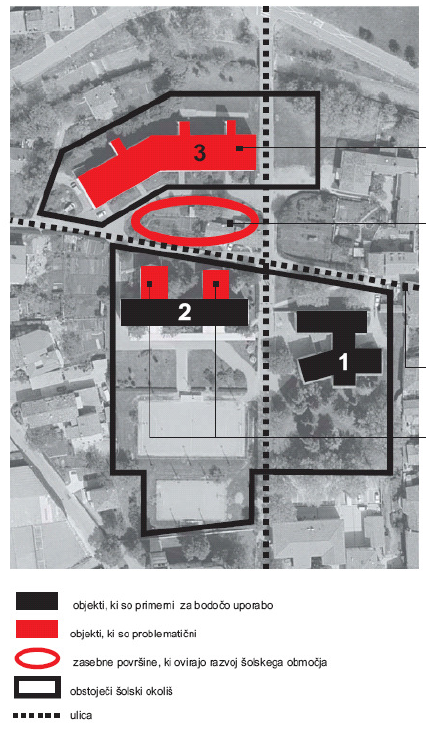 3
2
1
objekti, ki so primerni za bodočo uporabo
objekti, ki so problematični
zasebne površine, ki ovirajo razvoj šolskega območja
obstoječi šolski okoliš
ulica